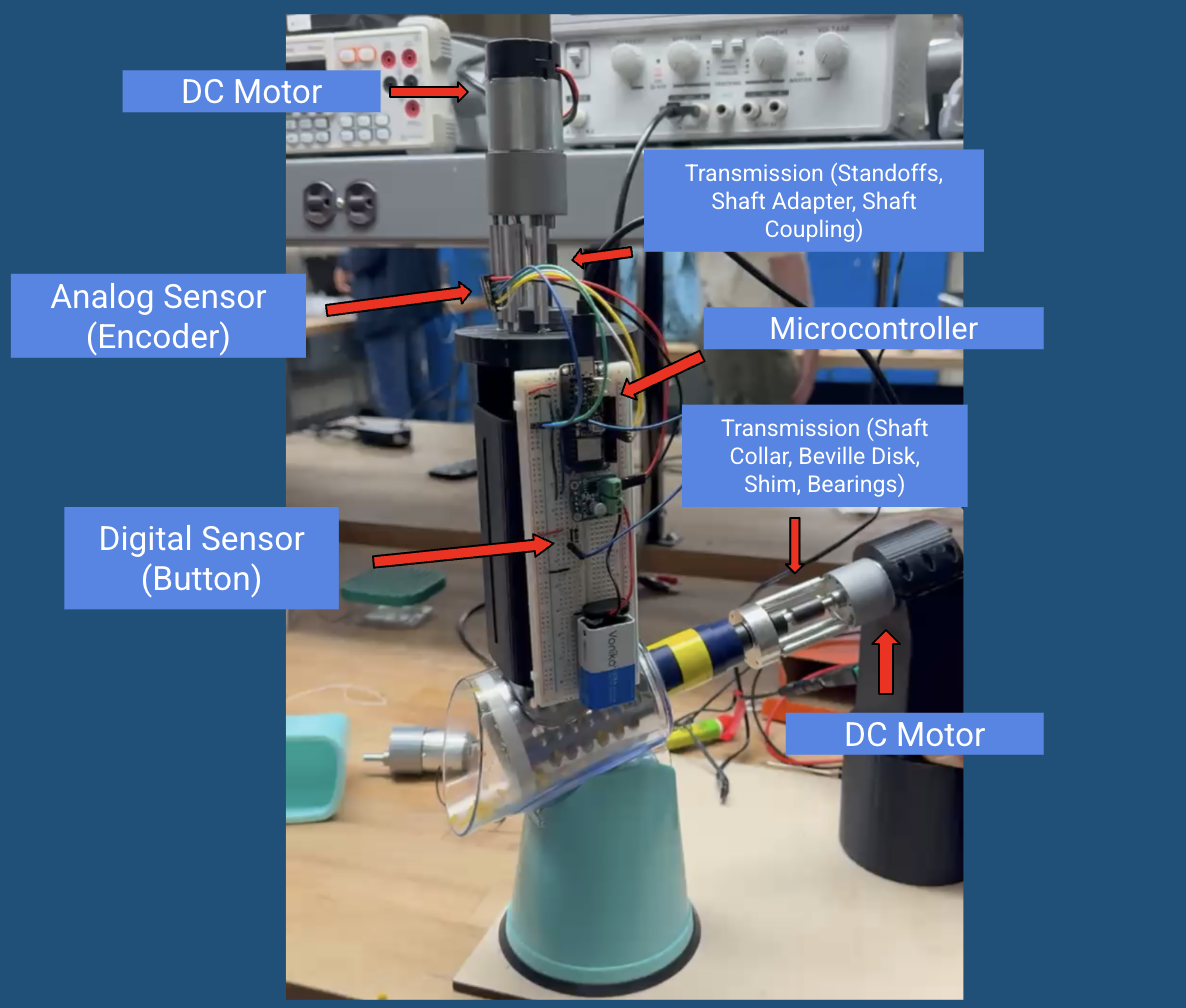 DC Motor
Transmission (Standoffs,
Shaft Adapter, Shaft
Coupling)
Analog Sensor
(Encoder)
Microcontroller
Transmission (Shaft
Collar, Beville Disk,
Shim, Bearings)
Digital Sensor
(Button)
Voniko
DC Motor